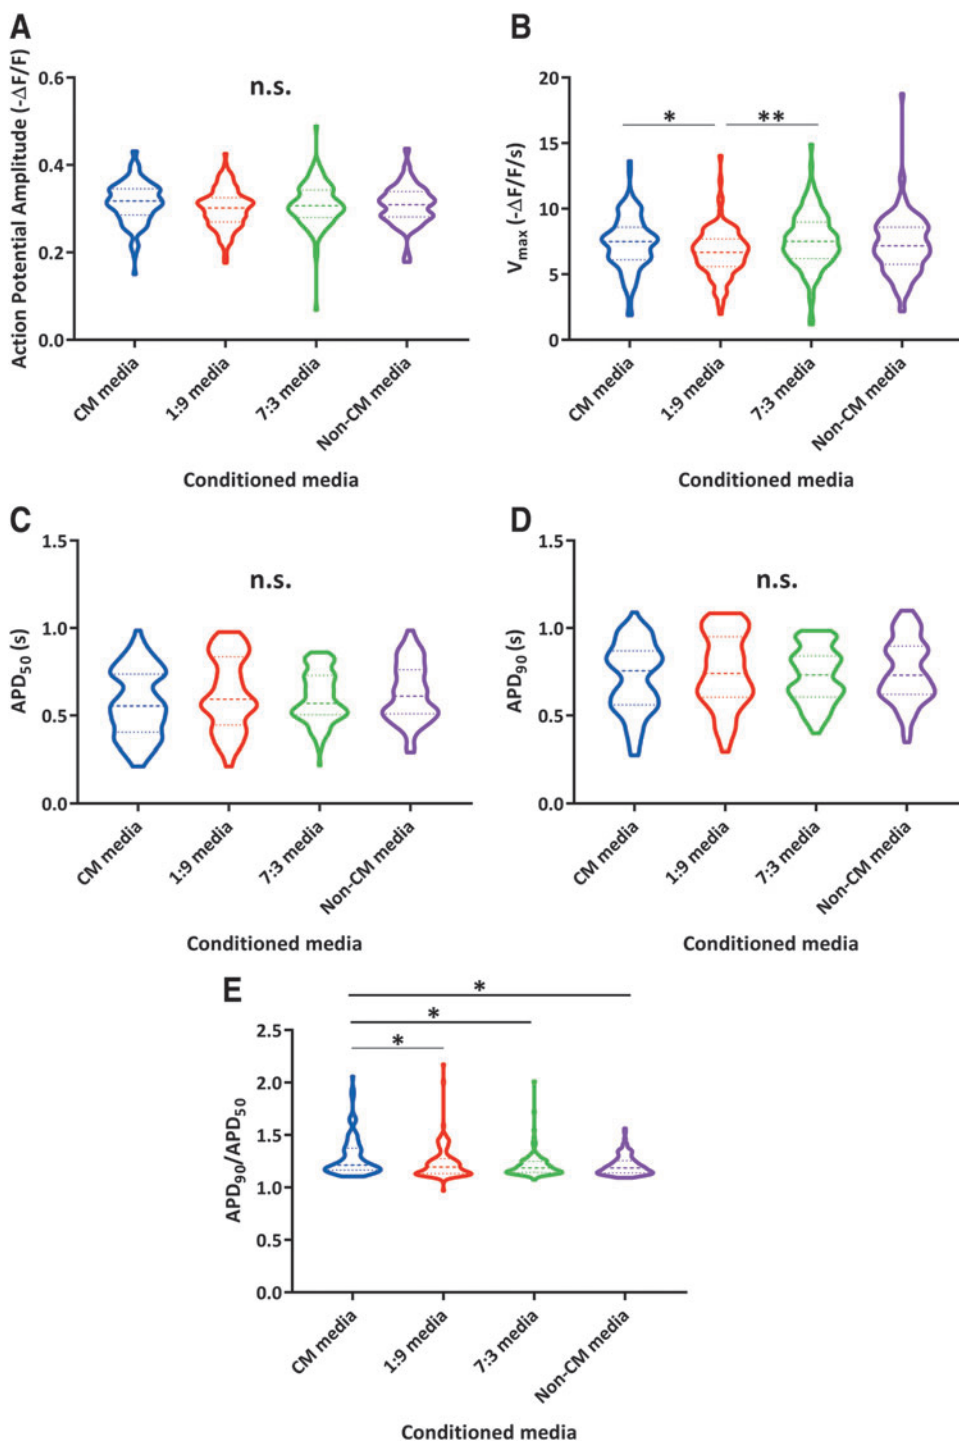 A
Action Potential Amplitude (-ΔF/F)
0.6
0.4
0.2
0.0
n.s.
CM media
1:9 media
7:3 media
Non-CM media
Conditioned media
B
Vmax (-ΔF/F/s)
20
15
10
5
0
*
**
CM media
1:9 media
7:3 media
Non-CM media
Conditioned media
C
APD50 (s)
1.5
1.0
0.5
0.0
n.s.
CM media
1:9 media
7:3 media
Non-CM media
Conditioned media
D
APD90 (s)
1.5
1.0
0.5
0.0
n.s.
CM media
1:9 media
7:3 media
Non-CM media
Conditioned media
E
APD90/APD50
2.5
2.0
1.5
1.0
0.5
0.0
*
*
*
CM media
1:9 media
7:3 media
Non-CM media
Conditioned media